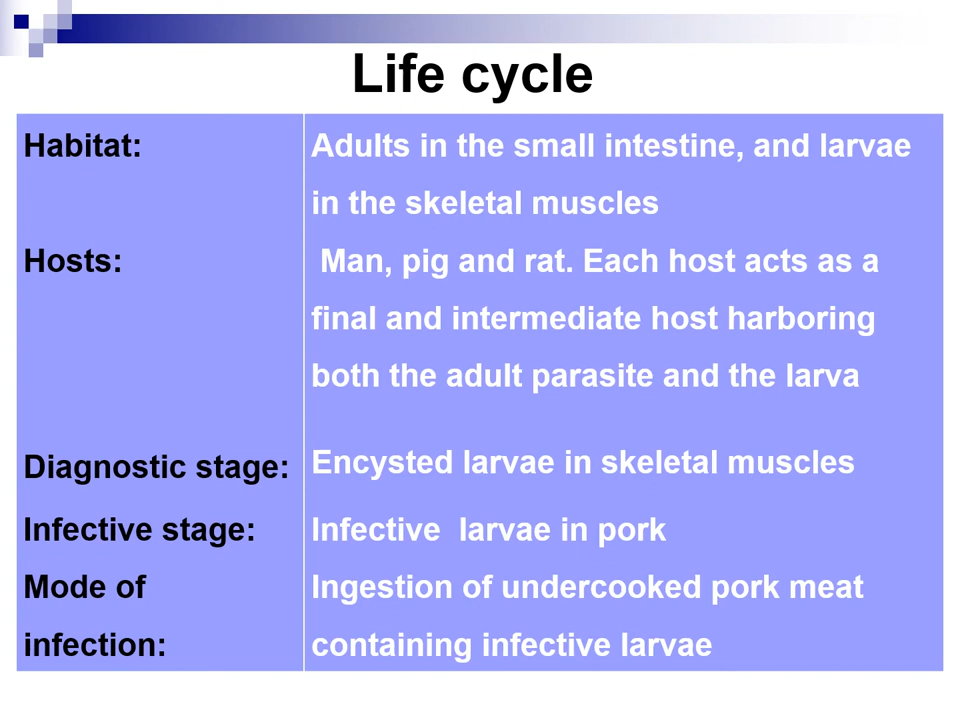 Life cycle
Habitat:
Adults in the small intestine, and larvae
in the skeletal muscles
Hosts:
Man, pig and rat. Each host acts as a
final and intermediate host harboring
both the adult parasite and the larva
Diagnostic stage:
Encysted larvae in skeletal muscles
Infective stage:
Infective larvae in pork
Mode of
infection:
Ingestion of undercooked pork meat
containing infective larvae